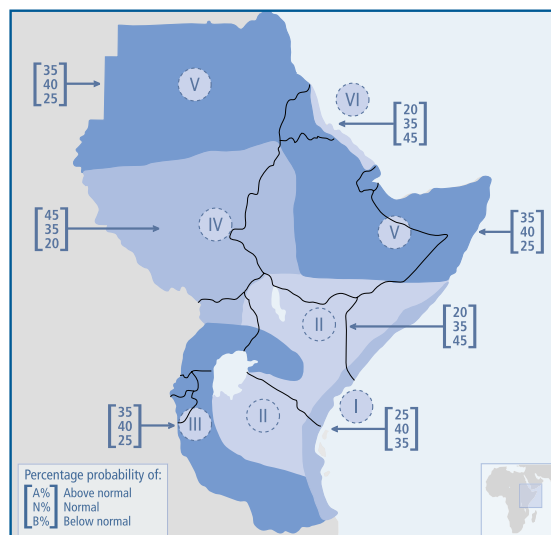 V
35
40
25
VI
20
35
45
45
35
20
IV
V
35
40
25
II
20
35
45
I
25
40
35
35
40
25
III
II
Percentage probability of:
A% Above normal
N% Normal
B% Below normal